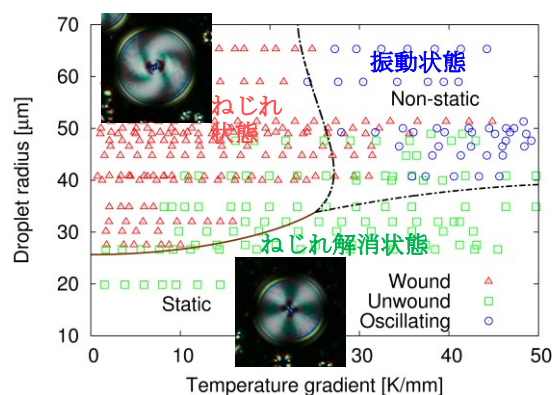 70
60
50
40
30
20
10
Droplet radius [μm]
振動状態
Non-static
ねじれ
状態
ねじれ解消状態
Static
Wound
Unwound
Oscillating
0
10
30
40
50
Temperature gradient [K/mm]